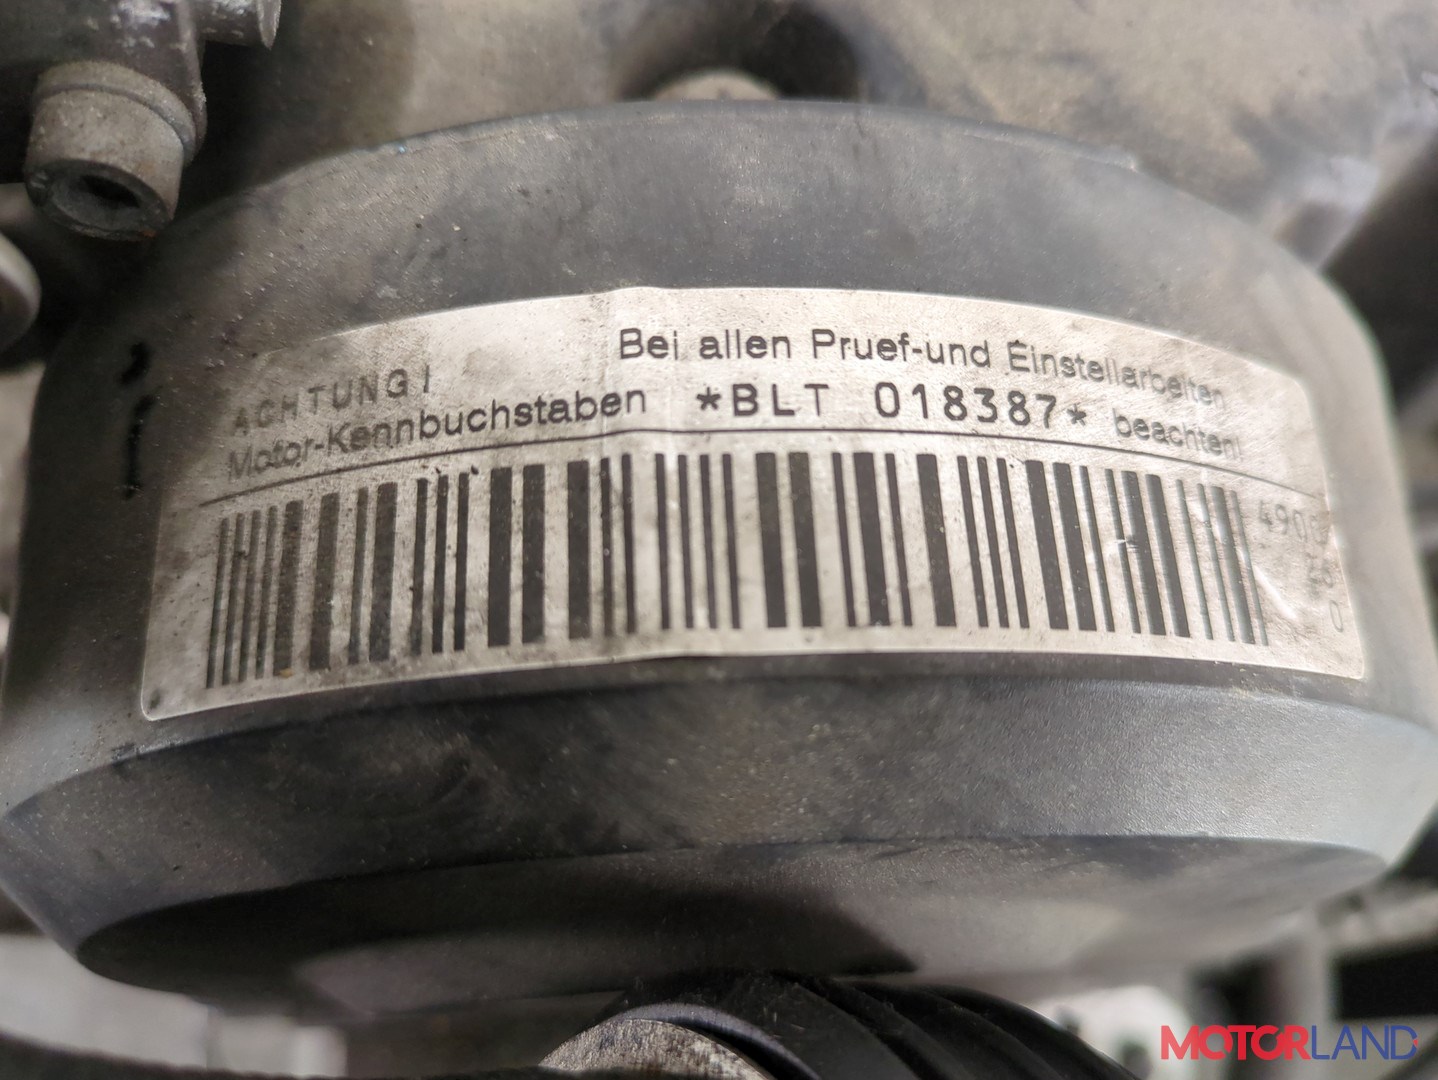 ACHTUNG! Bei allen Pruef-und Einstellarbeiten
Motor-Kennbuchstaben *BLT 018387* beachten!
MOTORLAND